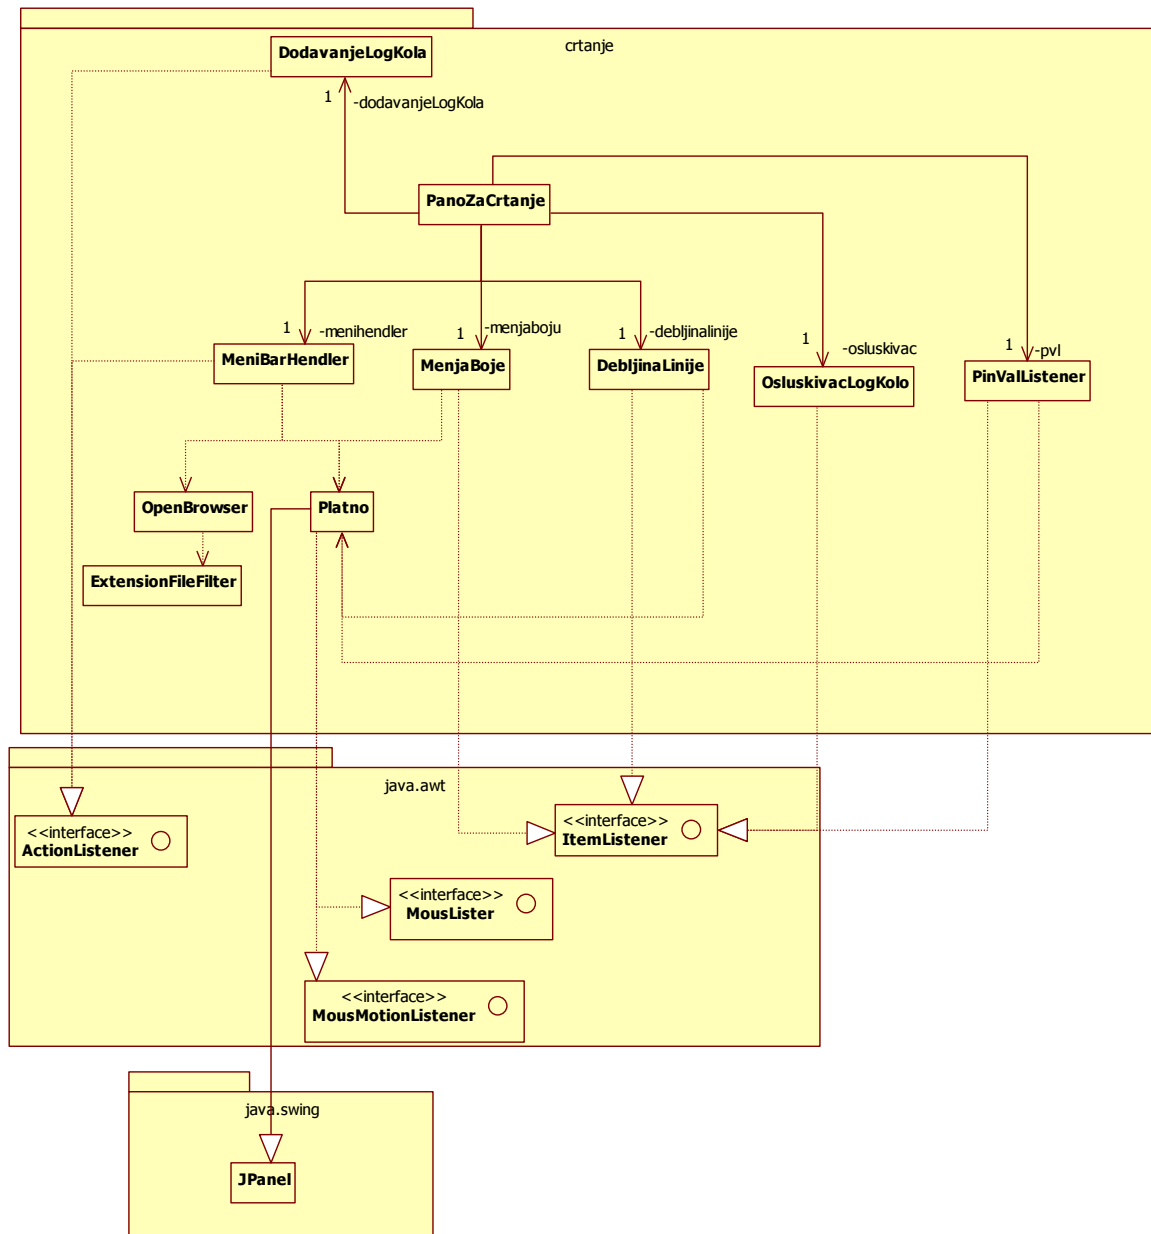 crtanje
DodavanjeLogKola
1
-dodavanjeLogKola
PanoZaCrtanje
1
-menihendler
1
-menjaboju
1
-debljinalinije
1
-osluskivac
1
-pvl
MeniBarHendler
MenjaBoje
DebljinaLinije
OsluskivacLogKolo
PinValListener
OpenBrowser
Platno
ExtensionFileFilter
java.awt
<<interface>>
ActionListener
<<interface>>
ItemListener
<<interface>>
MousLister
<<interface>>
MousMotionListener
java.swing
JPanel